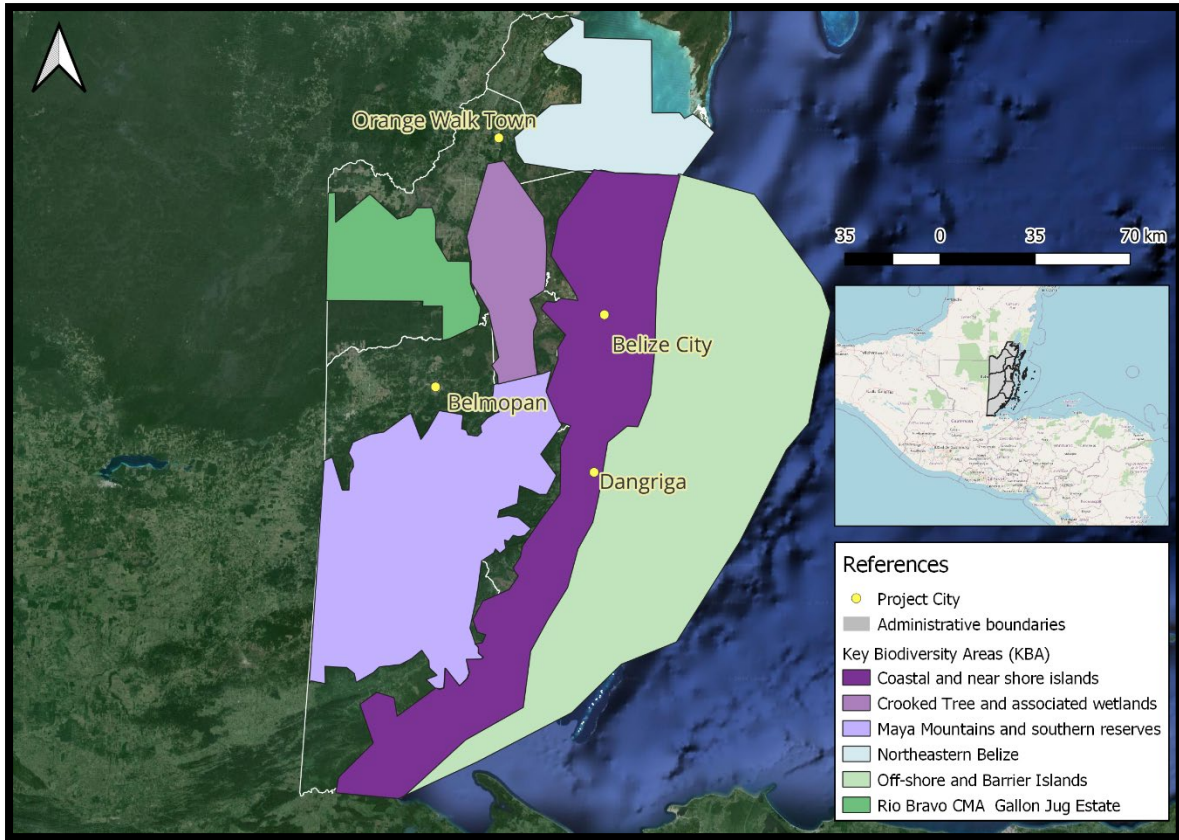 Orange Walk Town
Belize City
Belmopan
Dangriga
35 0 35 70 km
References
Project City
Administrative boundaries
Key Biodiversity Areas (KBA)
Coastal and near shore islands
Crooked Tree and associated wetlands
Maya Mountains and southern reserves
Northeastern Belize
Off-shore and Barrier Islands
Rio Bravo CMA Gallon Jug Estate